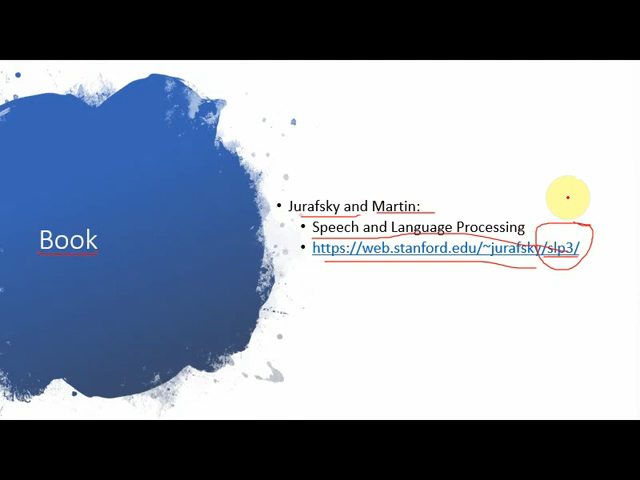 Book
• Jurafsky and Martin:
• Speech and Language Processing
• https://web.stanford.edu/~jurafsky/slp3/